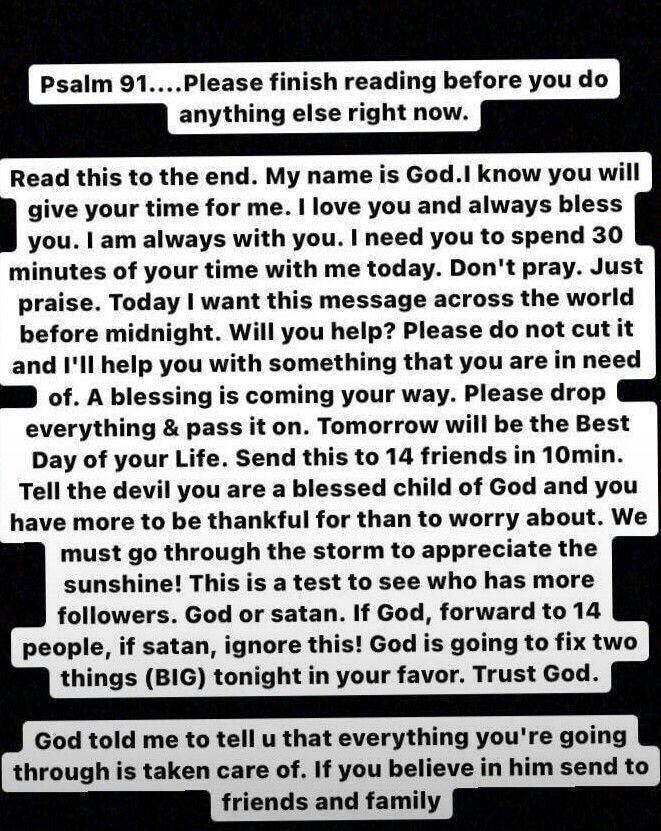 Psalm 91....Please finish reading before you do
anything else right now.
Read this to the end. My name is God.I know you will
give your time for me. I love you and always bless
you. I am always with you. I need you to spend 30
minutes of your time with me today. Don't pray. Just
praise. Today I want this message across the world
before midnight. Will you help? Please do not cut it
and I'll help you with something that you are in need
of. A blessing is coming your way. Please drop
everything & pass it on. Tomorrow will be the Best
Day of your Life. Send this to 14 friends in 10min.
Tell the devil you are a blessed child of God and you
have more to be thankful for than to worry about. We
must go through the storm to appreciate the
sunshine! This is a test to see who has more
followers. God or satan. If God, forward to 14
people, if satan, ignore this! God is going to fix two
things (BIG) tonight in your favor. Trust God.
God told me to tell u that everything you're going
through is taken care of. If you believe in him send to
friends and family